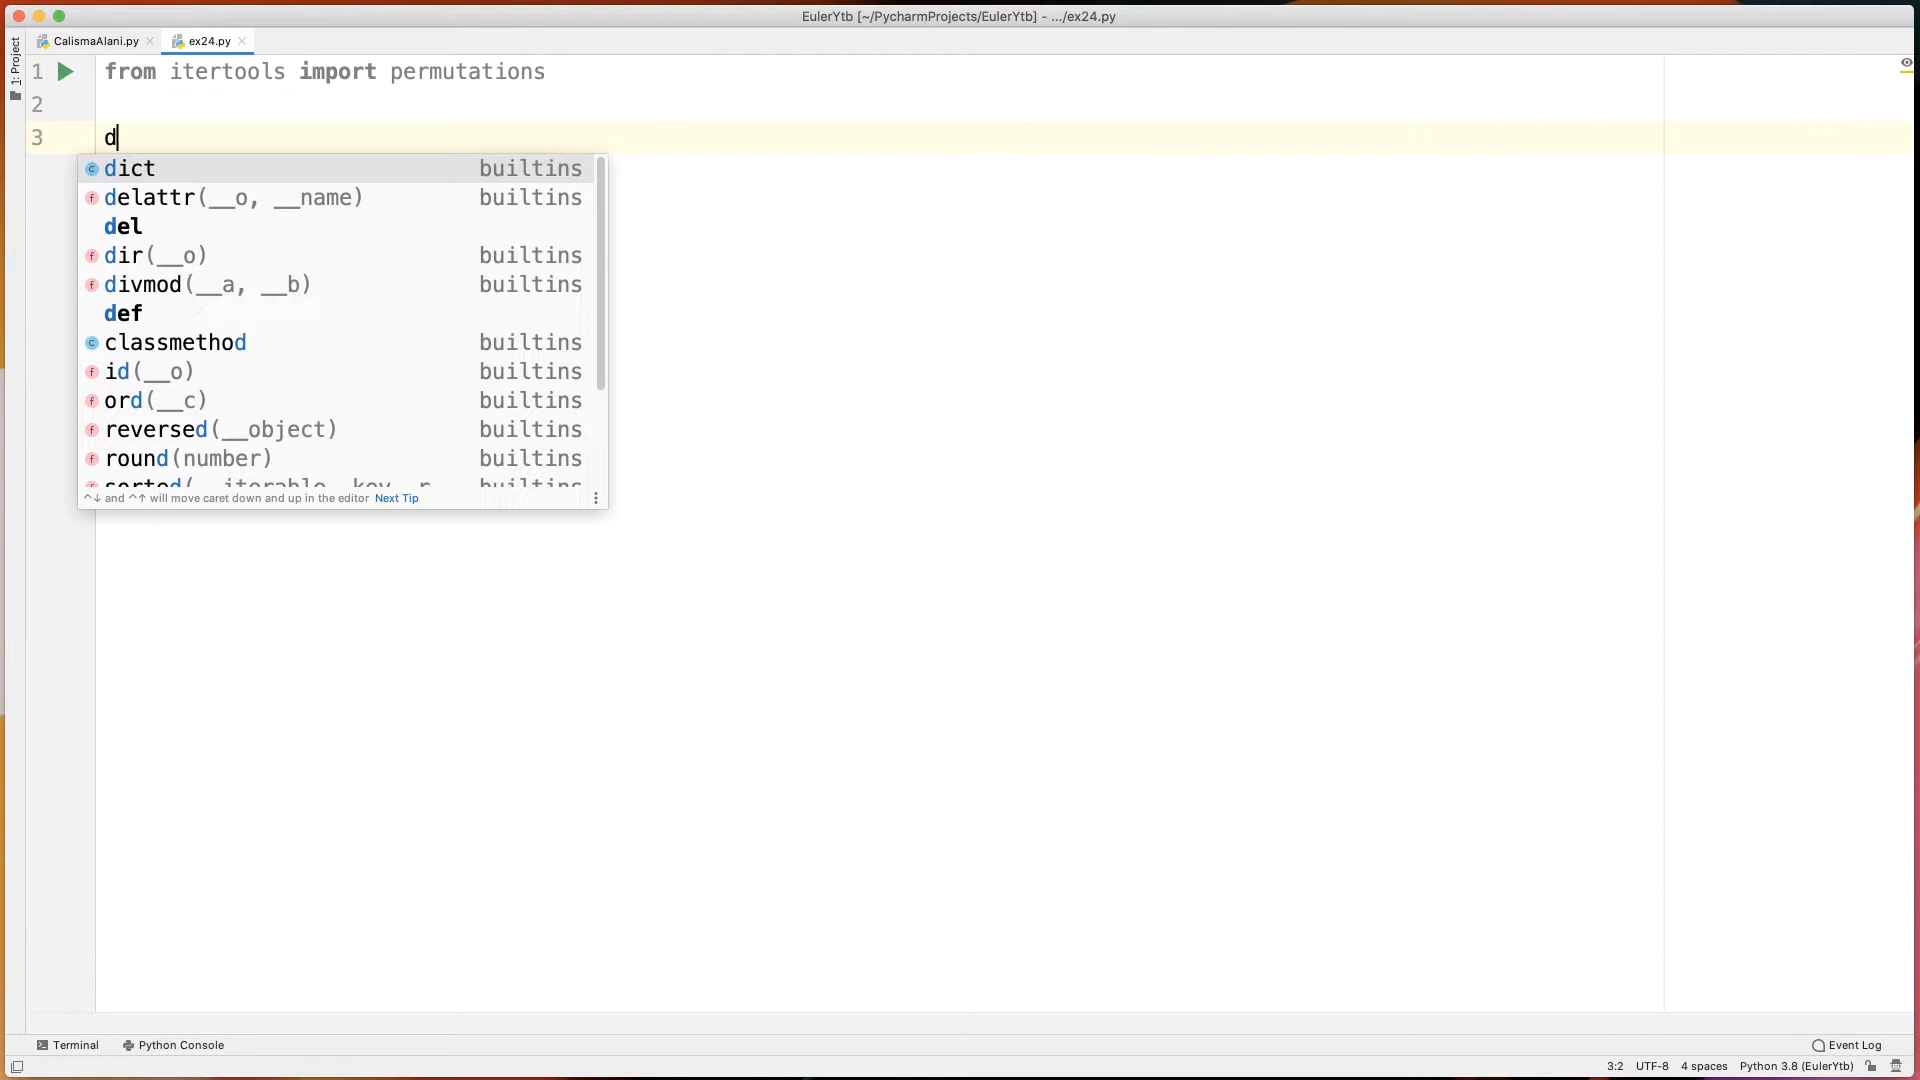 EulerYtb [~/PycharmProjects/EulerYtb] - .../ex24.py
CalismaAlani.py ex24.py
1: Project
1 from itertools import permutations
2
3 d
dict builtins
delattr(__o, __name) builtins
del
dir(__o) builtins
divmod(__a, __b) builtins
def
classmethod builtins
id(__o) builtins
ord(__c) builtins
reversed(__object) builtins
round(number) builtins
^↓ and ^↑ will move caret down and up in the editor Next Tip
Terminal Python Console Event Log
3:2 UTF-8 4 spaces Python 3.8 (EulerYtb)